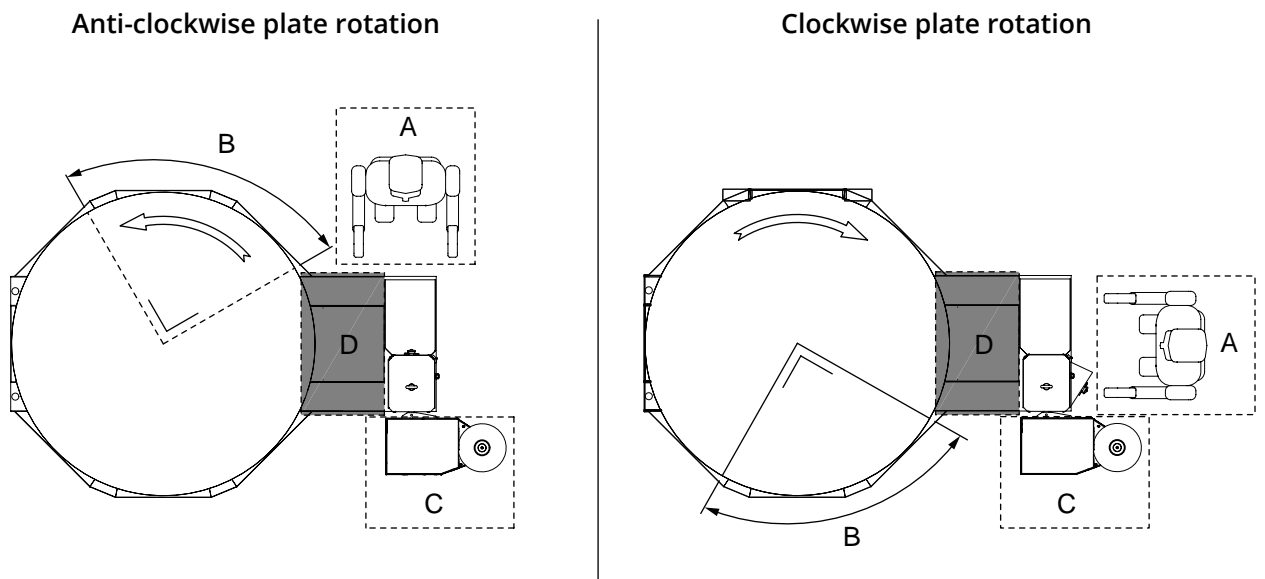 Anti-clockwise plate rotation
Clockwise plate rotation
A
B
D
C
A
D
C
B